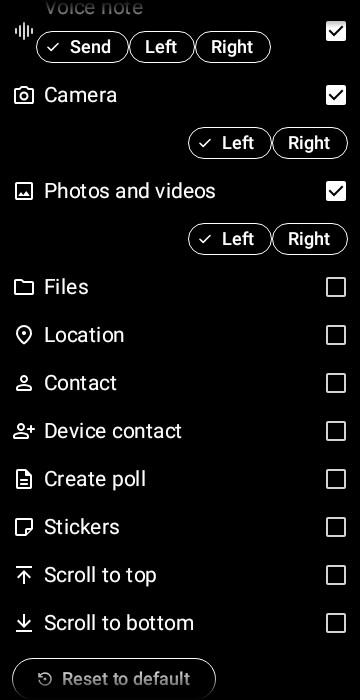 Voice note
Send Left Right
Camera
Left Right
Photos and videos
Left Right
Files
Location
Contact
Device contact
Create poll
Stickers
Scroll to top
Scroll to bottom
Reset to default